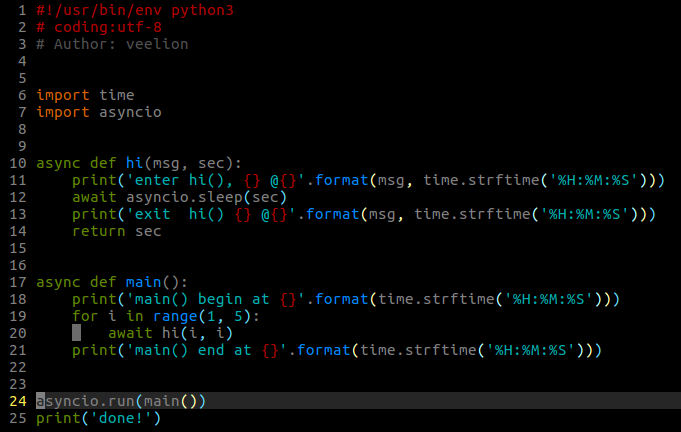 1 #!/usr/bin/env python3
2 # coding:utf-8
3 # Author: veelion
4
5
6 import time
7 import asyncio
8
9
10 async def hi(msg, sec):
11     print('enter hi(), {} @{}'.format(msg, time.strftime('%H:%M:%S')))
12     await asyncio.sleep(sec)
13     print('exit  hi() {} @{}'.format(msg, time.strftime('%H:%M:%S')))
14     return sec
15
16
17 async def main():
18     print('main() begin at {}'.format(time.strftime('%H:%M:%S')))
19     for i in range(1, 5):
20         await hi(i, i)
21     print('main() end at {}'.format(time.strftime('%H:%M:%S')))
22
23
24 asyncio.run(main())
25 print('done!')